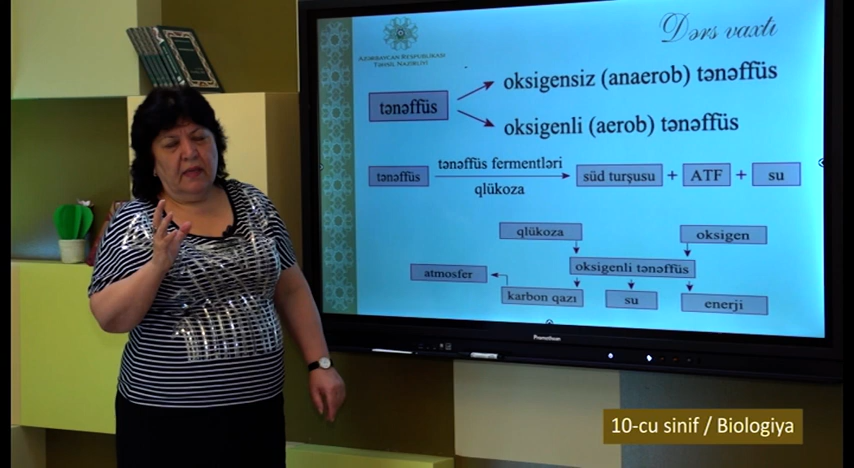 Dərs vaxtı
AZƏRBAYCAN RESPUBLİKASI
TƏHSİL NAZİRLİYİ
tənəffüs
oksigensiz (anaerob) tənəffüs
oksigenli (aerob) tənəffüs
tənəffüs
tənəffüs fermentləri
qlükoza
süd turşusu + ATF + su
qlükoza
oksigen
oksigenli tənəffüs
atmosfer
karbon qazı
su
enerji
Promethean
10-cu sinif / Biologiya